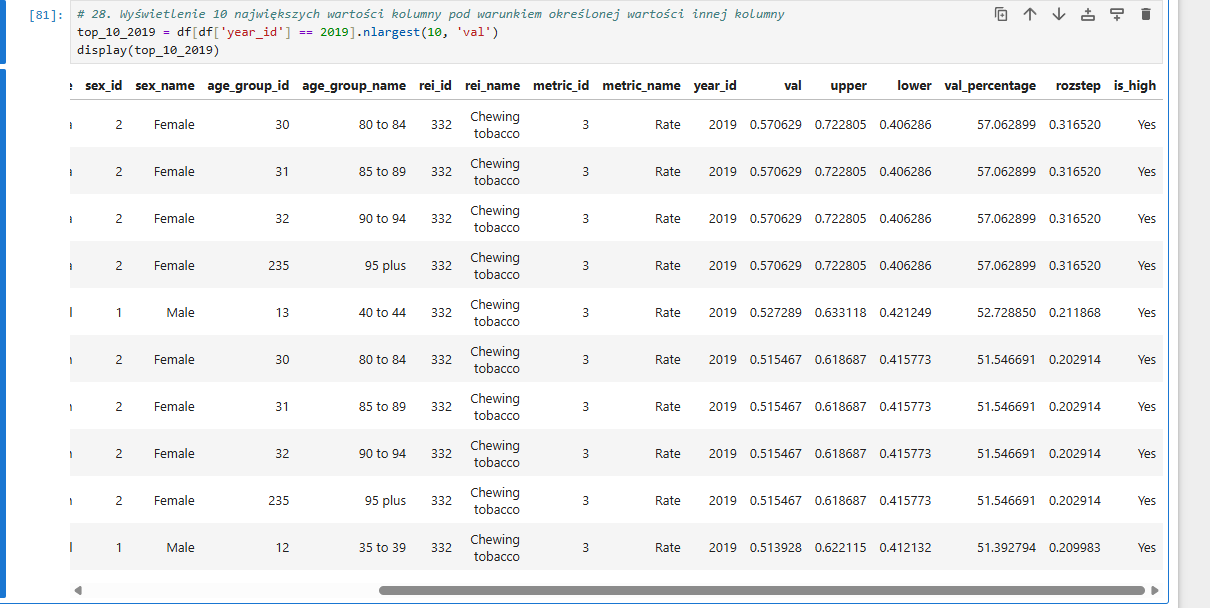 [81]: # 28. Wyświetlenie 10 największych wartości kolumny pod warunkiem określonej wartości innej kolumny
top_10_2019 = df[df['year_id'] == 2019].nlargest(10, 'val')
display(top_10_2019)
sex_id sex_name age_group_id age_group_name rei_id rei_name metric_id metric_name year_id val upper lower val_percentage rozstep is_high
2 Female 30 80 to 84 332 Chewing tobacco 3 Rate 2019 0.570629 0.722805 0.406286 57.062899 0.316520 Yes
2 Female 31 85 to 89 332 Chewing tobacco 3 Rate 2019 0.570629 0.722805 0.406286 57.062899 0.316520 Yes
2 Female 32 90 to 94 332 Chewing tobacco 3 Rate 2019 0.570629 0.722805 0.406286 57.062899 0.316520 Yes
2 Female 235 95 plus 332 Chewing tobacco 3 Rate 2019 0.570629 0.722805 0.406286 57.062899 0.316520 Yes
1 Male 13 40 to 44 332 Chewing tobacco 3 Rate 2019 0.527289 0.633118 0.421249 52.728850 0.211868 Yes
2 Female 30 80 to 84 332 Chewing tobacco 3 Rate 2019 0.515467 0.618687 0.415773 51.546691 0.202914 Yes
2 Female 31 85 to 89 332 Chewing tobacco 3 Rate 2019 0.515467 0.618687 0.415773 51.546691 0.202914 Yes
2 Female 32 90 to 94 332 Chewing tobacco 3 Rate 2019 0.515467 0.618687 0.415773 51.546691 0.202914 Yes
2 Female 235 95 plus 332 Chewing tobacco 3 Rate 2019 0.515467 0.618687 0.415773 51.546691 0.202914 Yes
1 Male 12 35 to 39 332 Chewing tobacco 3 Rate 2019 0.513928 0.622115 0.412132 51.392794 0.209983 Yes